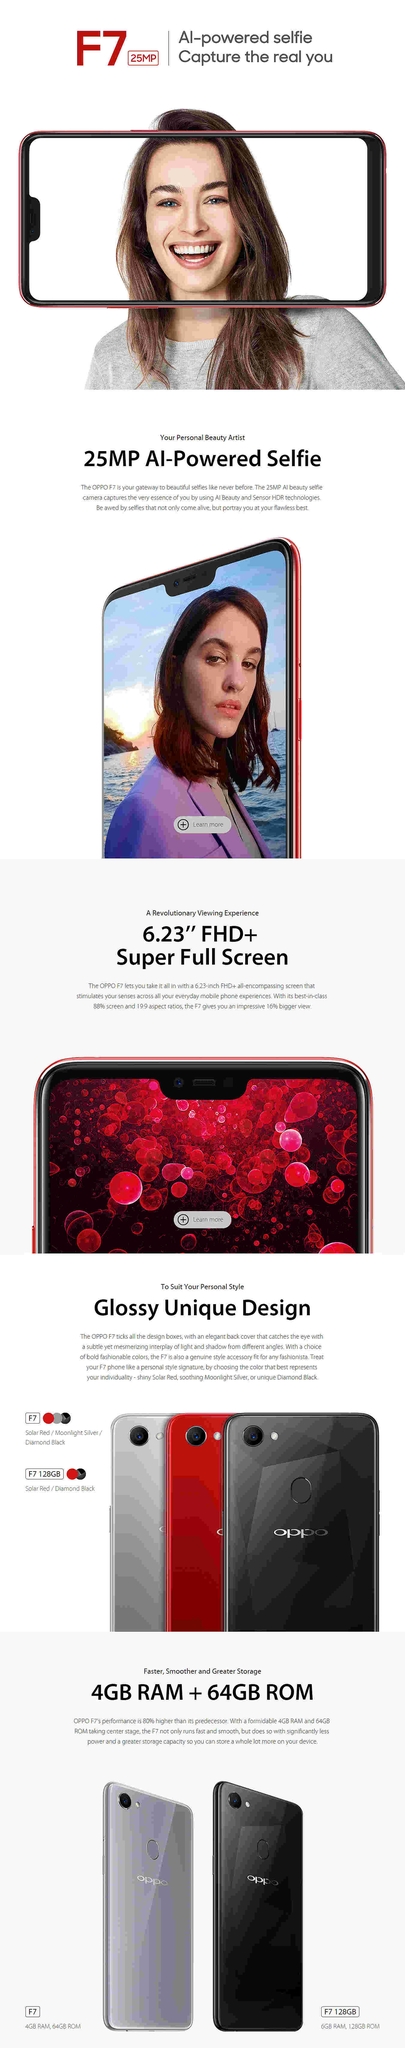 F7 25MP
AI-powered selfie
Capture the real you
Your Personal Beauty Artist
25MP AI-Powered Selfie
The OPPO F7 is your gateway to beautiful selfies like never before. The 25MP AI beauty selfie
camera captures the very essence of you by using AI Beauty and Sensor HDR technologies.
Be awed by selfies that not only come alive, but portray you at your flawless best.
Learn more
A Revolutionary Viewing Experience
6.23’’ FHD+
Super Full Screen
The OPPO F7 lets you take it all in with a 6.23-inch FHD+ all-encompassing screen that
stimulates your senses across all your everyday mobile phone experiences. With its best-in-class
88% screen and 19:9 aspect ratios, the F7 gives you an impressive 16% bigger view.
Learn more
To Suit Your Personal Style
Glossy Unique Design
The OPPO F7 ticks all the design boxes, with an elegant back cover that catches the eye with
a subtle yet mesmerizing interplay of light and shadow from different angles. With a choice
of bold fashionable colors, the F7 is also a genuine style accessory fit for any fashionista. Treat
your F7 phone like a personal style signature, by choosing the color that best represents
your individuality - shiny Solar Red, soothing Moonlight Silver, or unique Diamond Black.
F7
Solar Red / Moonlight Silver /
Diamond Black
F7 128GB
Solar Red / Diamond Black
oppo
Faster, Smoother and Greater Storage
4GB RAM + 64GB ROM
OPPO F7's performance is 80% higher than its predecessor. With a formidable 4GB RAM and 64GB
ROM taking center stage, the F7 not only runs fast and smooth, but does so with significantly less
power and a greater storage capacity so you can store a whole lot more on your device.
oppo
oppo
F7
4GB RAM, 64GB ROM
F7 128GB
6GB RAM, 128GB ROM